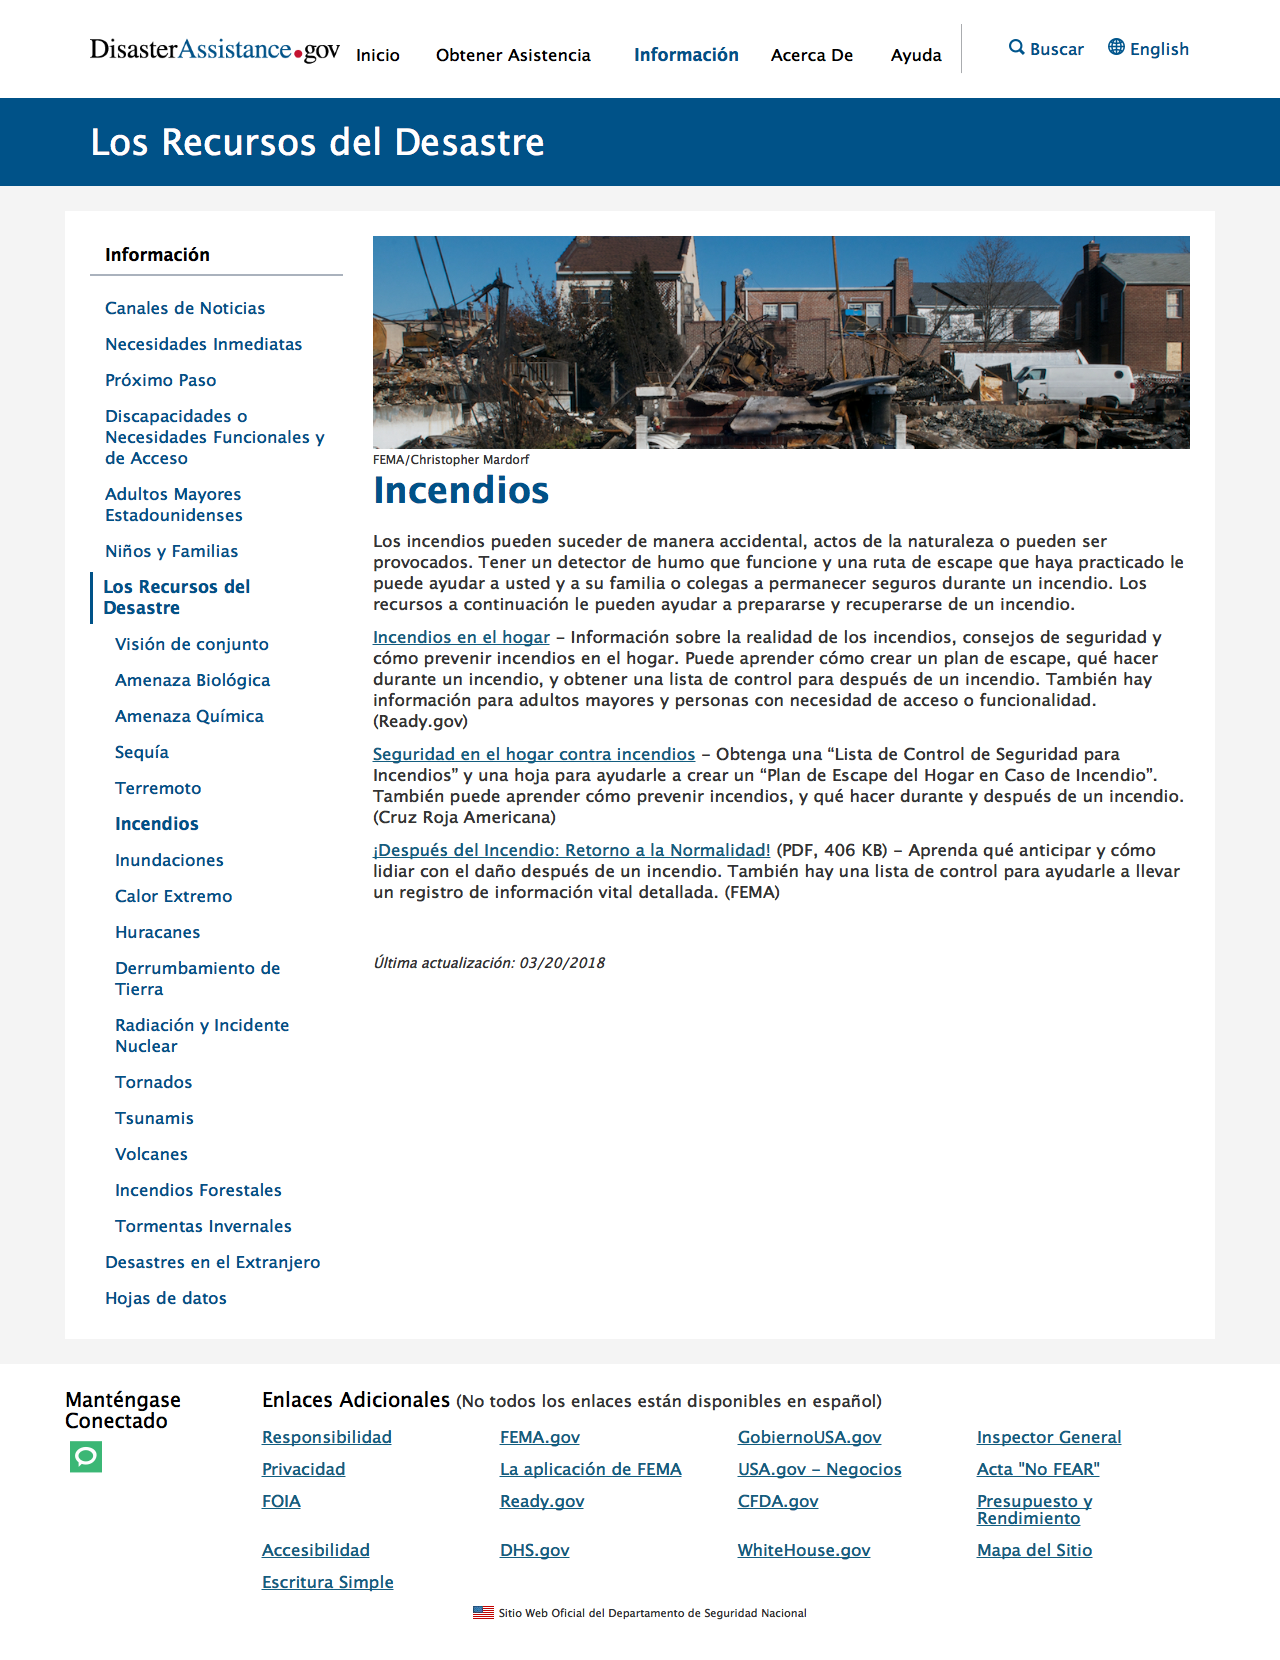 DisasterAssistance.gov
Inicio
Obtener Asistencia
Información
Acerca De
Ayuda
Buscar
English
Los Recursos del Desastre
Información
Canales de Noticias
Necesidades Inmediatas
Próximo Paso
Discapacidades o
Necesidades Funcionales y
de Acceso
Adultos Mayores
Estadounidenses
Niños y Familias
Los Recursos del
Desastre
Visión de conjunto
Amenaza Biológica
Amenaza Química
Sequía
Terremoto
Incendios
Inundaciones
Calor Extremo
Huracanes
Derrumbamiento de
Tierra
Radiación y Incidente
Nuclear
Tornados
Tsunamis
Volcanes
Incendios Forestales
Tormentas Invernales
Desastres en el Extranjero
Hojas de datos
FEMA/Christopher Mardorf
Incendios
Los incendios pueden suceder de manera accidental, actos de la naturaleza o pueden ser
provocados. Tener un detector de humo que funcione y una ruta de escape que haya practicado le
puede ayudar a usted y a su familia o colegas a permanecer seguros durante un incendio. Los
recursos a continuación le pueden ayudar a prepararse y recuperarse de un incendio.
Incendios en el hogar – Información sobre la realidad de los incendios, consejos de seguridad y
cómo prevenir incendios en el hogar. Puede aprender cómo crear un plan de escape, qué hacer
durante un incendio, y obtener una lista de control para después de un incendio. También hay
información para adultos mayores y personas con necesidad de acceso o funcionalidad.
(Ready.gov)
Seguridad en el hogar contra incendios – Obtenga una “Lista de Control de Seguridad para
Incendios” y una hoja para ayudarle a crear un “Plan de Escape del Hogar en Caso de Incendio”.
También puede aprender cómo prevenir incendios, y qué hacer durante y después de un incendio.
(Cruz Roja Americana)
¡Después del Incendio: Retorno a la Normalidad! (PDF, 406 KB) – Aprenda qué anticipar y cómo
lidiar con el daño después de un incendio. También hay una lista de control para ayudarle a llevar
un registro de información vital detallada. (FEMA)
Última actualización: 03/20/2018
Manténgase
Conectado
Enlaces Adicionales (No todos los enlaces están disponibles en español)
Responsibilidad
FEMA.gov
GobiernoUSA.gov
Inspector General
Privacidad
La aplicación de FEMA
USA.gov – Negocios
Acta "No FEAR"
FOIA
Ready.gov
CFDA.gov
Presupuesto y
Rendimiento
Accesibilidad
DHS.gov
WhiteHouse.gov
Mapa del Sitio
Escritura Simple
Sitio Web Oficial del Departamento de Seguridad Nacional